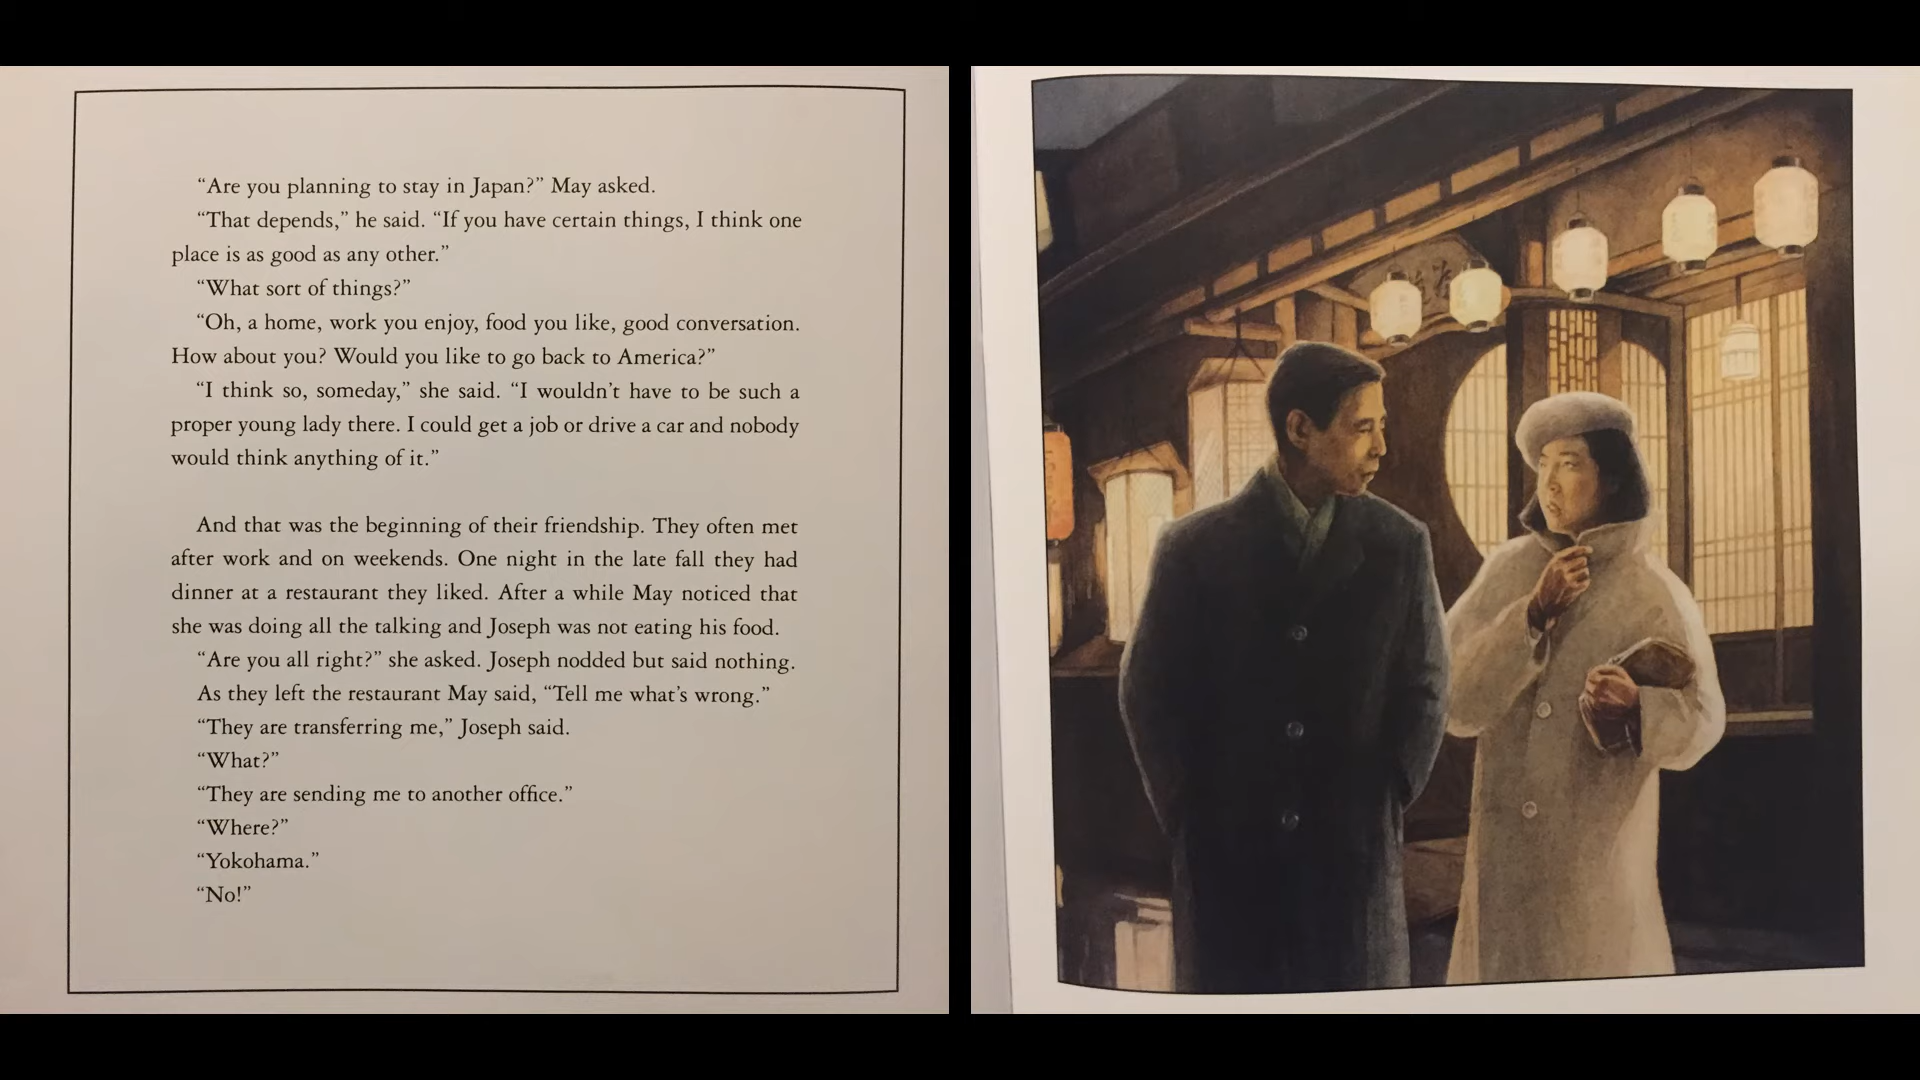 “Are you planning to stay in Japan?” May asked.
“That depends,” he said. “If you have certain things, I think one
place is as good as any other.”
“What sort of things?”
“Oh, a home, work you enjoy, food you like, good conversation.
How about you? Would you like to go back to America?”
“I think so, someday,” she said. “I wouldn’t have to be such a
proper young lady there. I could get a job or drive a car and nobody
would think anything of it.”
And that was the beginning of their friendship. They often met
after work and on weekends. One night in the late fall they had
dinner at a restaurant they liked. After a while May noticed that
she was doing all the talking and Joseph was not eating his food.
“Are you all right?” she asked. Joseph nodded but said nothing.
As they left the restaurant May said, “Tell me what’s wrong.”
“They are transferring me,” Joseph said.
“What?”
“They are sending me to another office.”
“Where?”
“Yokohama.”
“No!”